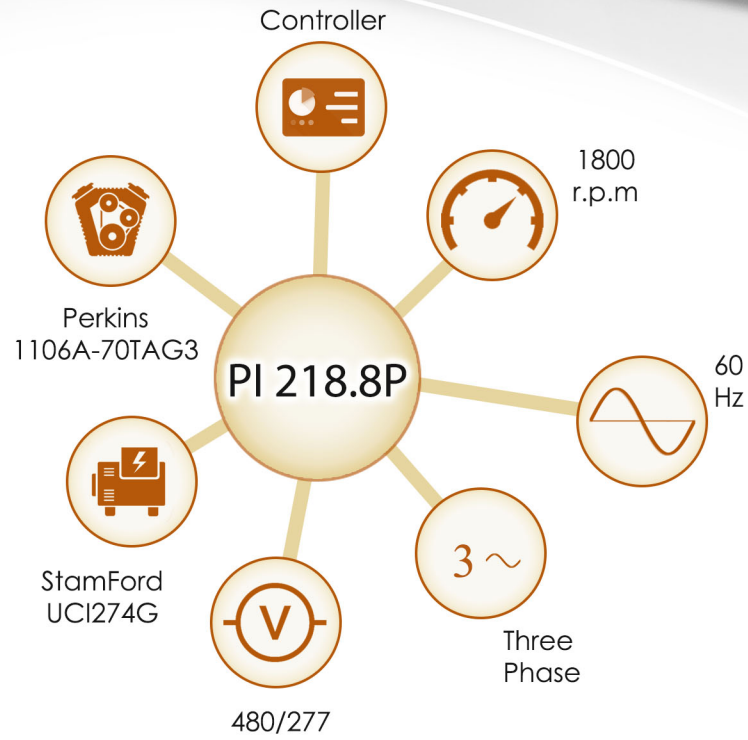 Controller
1800
r.p.m
Perkins
1106A-70TAG3
PI 218.8P
60
Hz
3
V
StamFord
UCI274G
Three
Phase
480/277